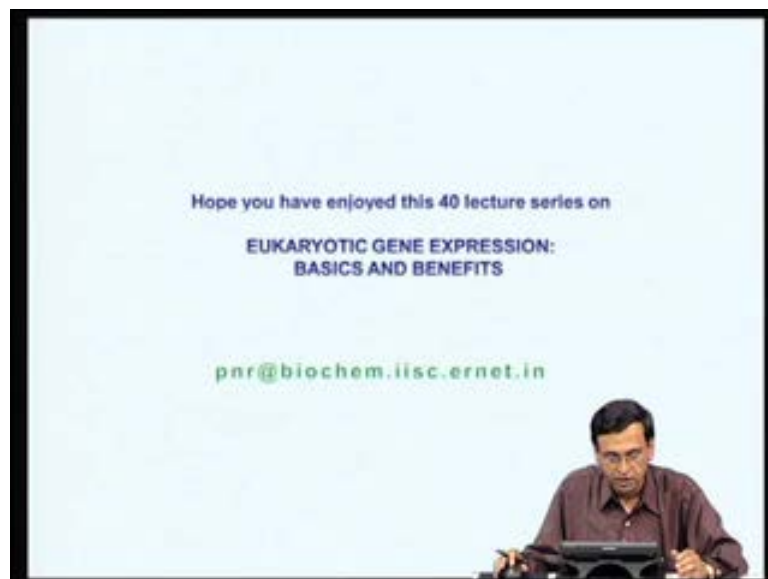 Hope you have enjoyed this 40 lecture series on
EUKARYOTIC GENE EXPRESSION:
BASICS AND BENEFITS
pnr@biochem.iisc.ernet.in